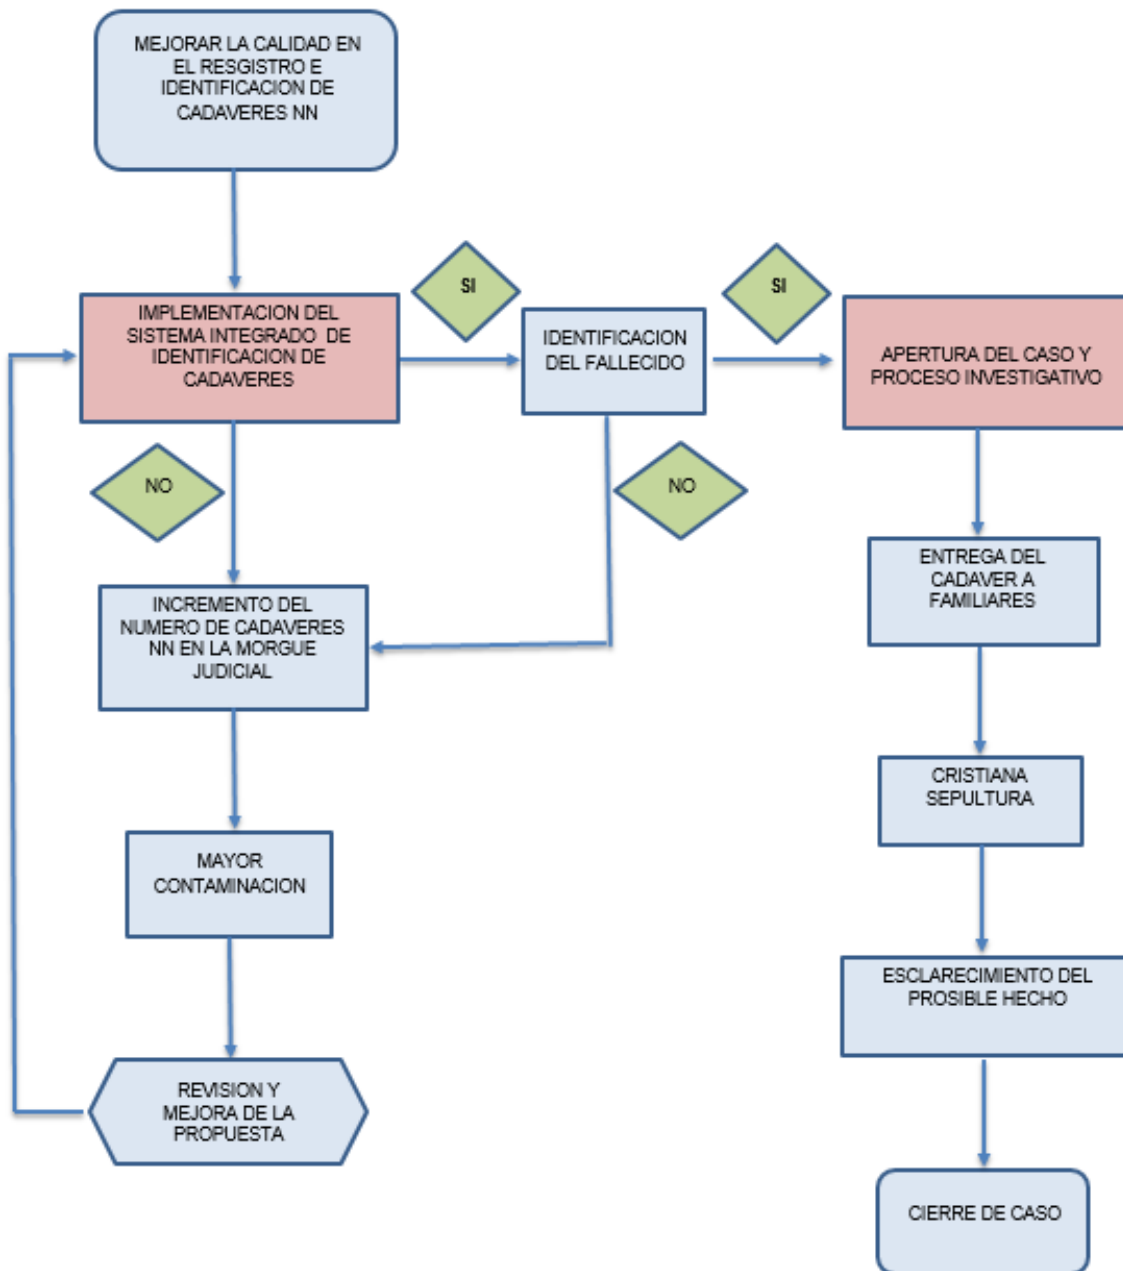 MEJORAR LA CALIDAD EN
EL RESGISTRO E
IDENTIFICACION DE
CADAVERES NN
IMPLEMENTACION DEL
SISTEMA INTEGRADO DE
IDENTIFICACION DE
CADAVERES
SI
IDENTIFICACION
DEL FALLECIDO
SI
APERTURA DEL CASO Y
PROCESO INVESTIGATIVO
NO
NO
INCREMENTO DEL
NUMERO DE CADAVERES
NN EN LA MORGUE
JUDICIAL
ENTREGA DEL
CADAVER A
FAMILIARES
CRISTIANA
SEPULTURA
MAYOR
CONTAMINACION
ESCLARECIMIENTO DEL
PROSIBLE HECHO
REVISION Y
MEJORA DE LA
PROPUESTA
CIERRE DE CASO